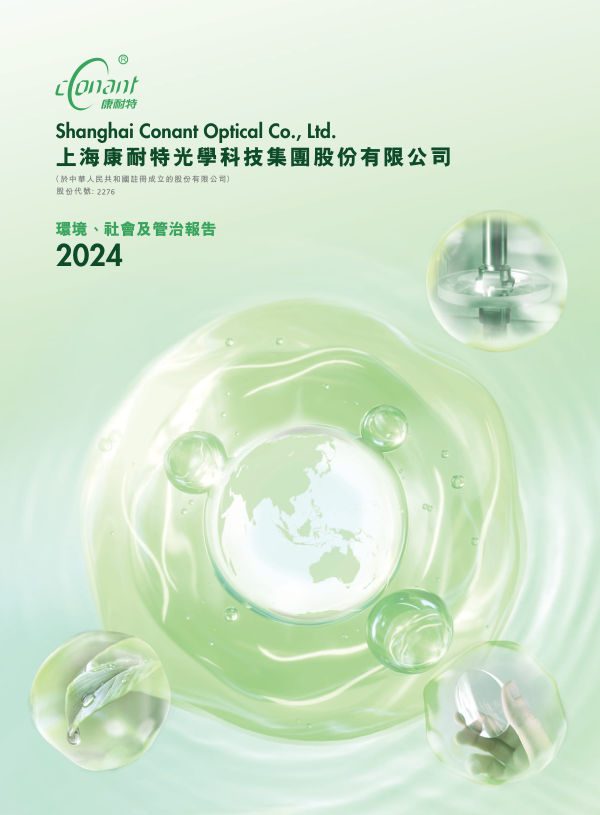 ®
conant
康耐特
Shanghai Conant Optical Co., Ltd.
上海康耐特光學科技集團股份有限公司
(於中華人民共和國註冊成立的股份有限公司)
股份代號: 2276
環境、社會及管治報告
2024